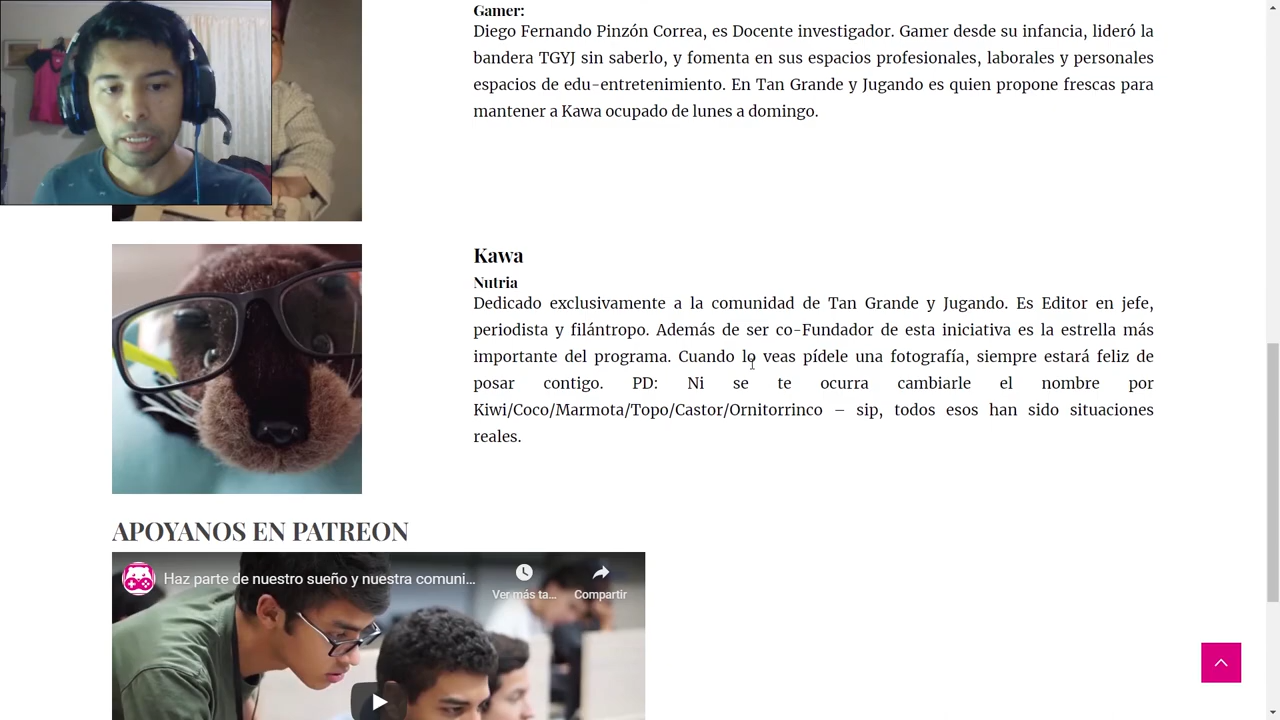 Gamer:
Diego Fernando Pinzón Correa, es Docente investigador. Gamer desde su infancia, lideró la
bandera TGYJ sin saberlo, y fomenta en sus espacios profesionales, laborales y personales
espacios de edu-entretenimiento. En Tan Grande y Jugando es quien propone frescas para
mantener a Kawa ocupado de lunes a domingo.
Kawa
Nutria
Dedicado exclusivamente a la comunidad de Tan Grande y Jugando. Es Editor en jefe,
periodista y filántropo. Además de ser co-Fundador de esta iniciativa es la estrella más
importante del programa. Cuando lo veas pídele una fotografía, siempre estará feliz de
posar contigo. PD: Ni se te ocurra cambiarle el nombre por
Kiwi/Coco/Marmota/Topo/Castor/Ornitorrinco – sip, todos esos han sido situaciones
reales.
APOYANOS EN PATREON
Haz parte de nuestro sueño y nuestra comuni...
Ver más ta...
Compartir